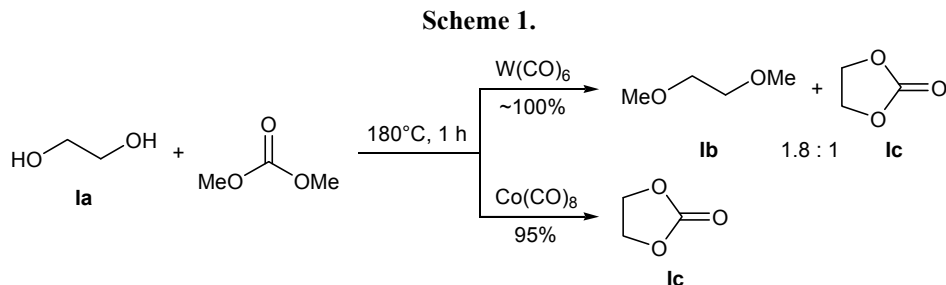 Scheme 1.
W(CO)6
~100%
MeO
OMe
+
O
O
O
Ib
1.8 : 1
Ic
HO
OH
Ia
+
O
MeO
OMe
180°C, 1 h
Co(CO)8
95%
O
O
O
Ic